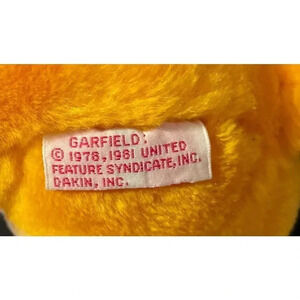 GARFIELD:
© 1978, 1981 UNITED
FEATURE SYNDICATE, INC.
DAKIN, INC.